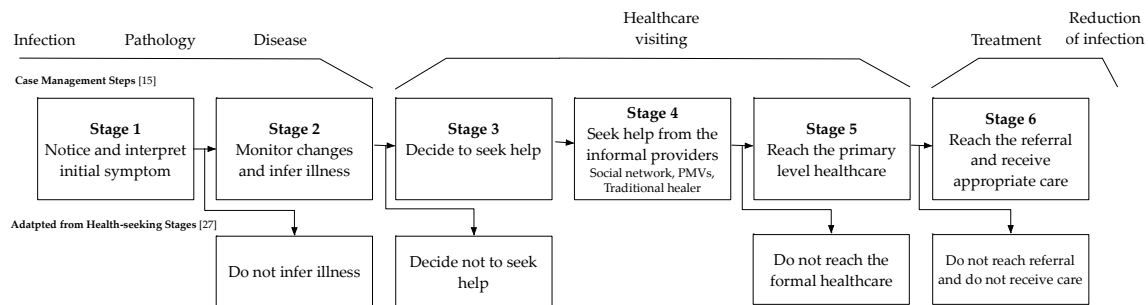 Healthcare
visiting
Reduction
of infection
Infection
Pathology
Disease
Treatment
Case Management Steps [15]
Stage 1
Notice and interpret
initial symptom
Stage 2
Monitor changes
and infer illness
Stage 3
Decide to seek help
Stage 4
Seek help from the
informal providers
Social network, PMVs,
Traditional healer
Stage 5
Reach the primary
level healthcare
Stage 6
Reach the referral
and receive
appropriate care
Adatpted from Health-seeking Stages [27]
Do not infer illness
Decide not to seek
help
Do not reach the
formal healthcare
Do not reach referral
and do not receive care